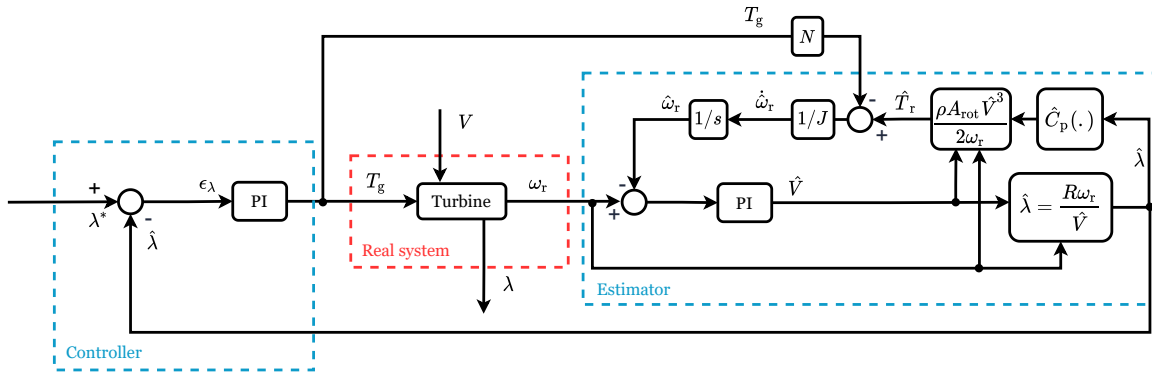 T_g
N
ω̂_r
1/s
ω̂̇_r
1/J
-
+
T̂_r
ρA_rot V̂³
2ω_r
Ĉ_p(.)
λ̂
V
+
λ*
-
λ̂
ϵ_λ
PI
T_g
Turbine
ω_r
Real system
λ
-
+
PI
V̂
λ̂ = Rω_r
V̂
Estimator
Controller